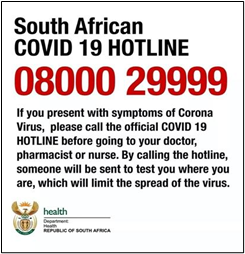 South African
COVID 19 HOTLINE
08000 29999
If you present with symptoms of Corona
Virus, please call the official COVID 19
HOTLINE before going to your doctor,
pharmacist or nurse. By calling the hotline,
someone will be sent to test you where you
are, which will limit the spread of the virus.
health
Department:
Health
REPUBLIC OF SOUTH AFRICA